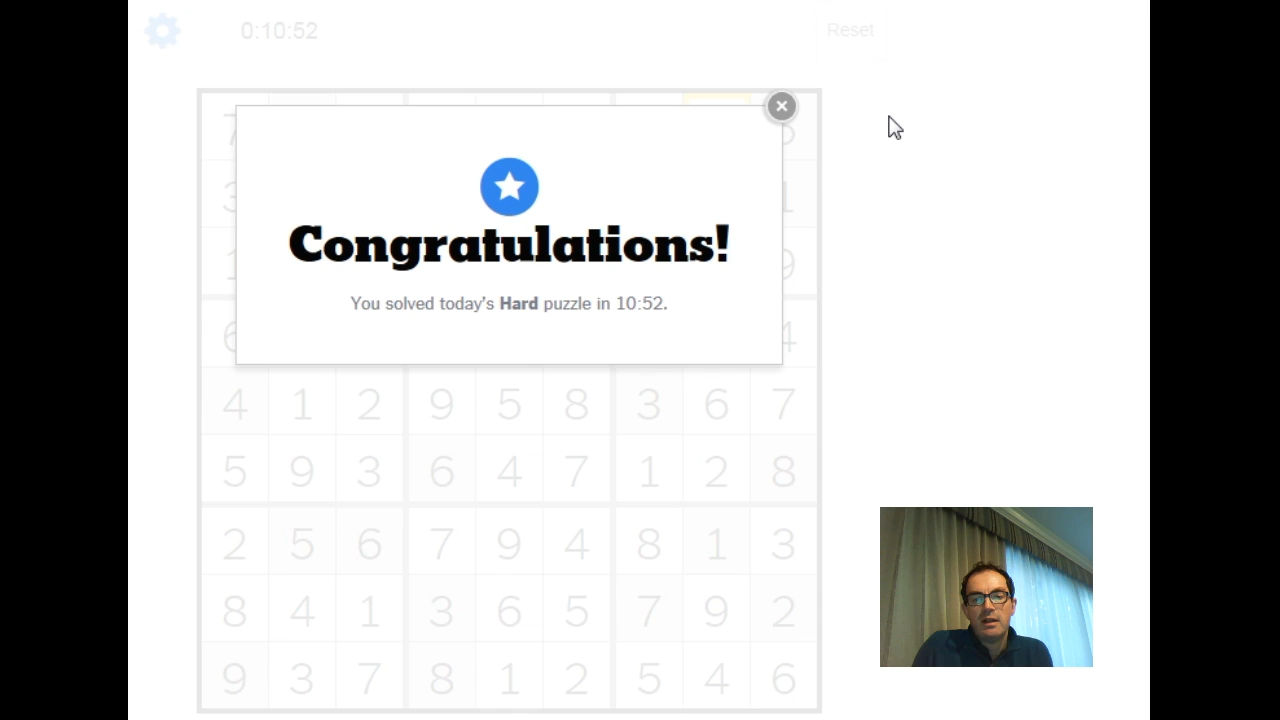 0:10:52
Reset
Congratulations!
You solved today's Hard puzzle in 10:52.
4 1 2 9 5 8 3 6 7
5 9 3 6 4 7 1 2 8
2 5 6 7 9 4 8 1 3
8 4 1 3 6 5 7 9 2
9 3 7 8 1 2 5 4 6